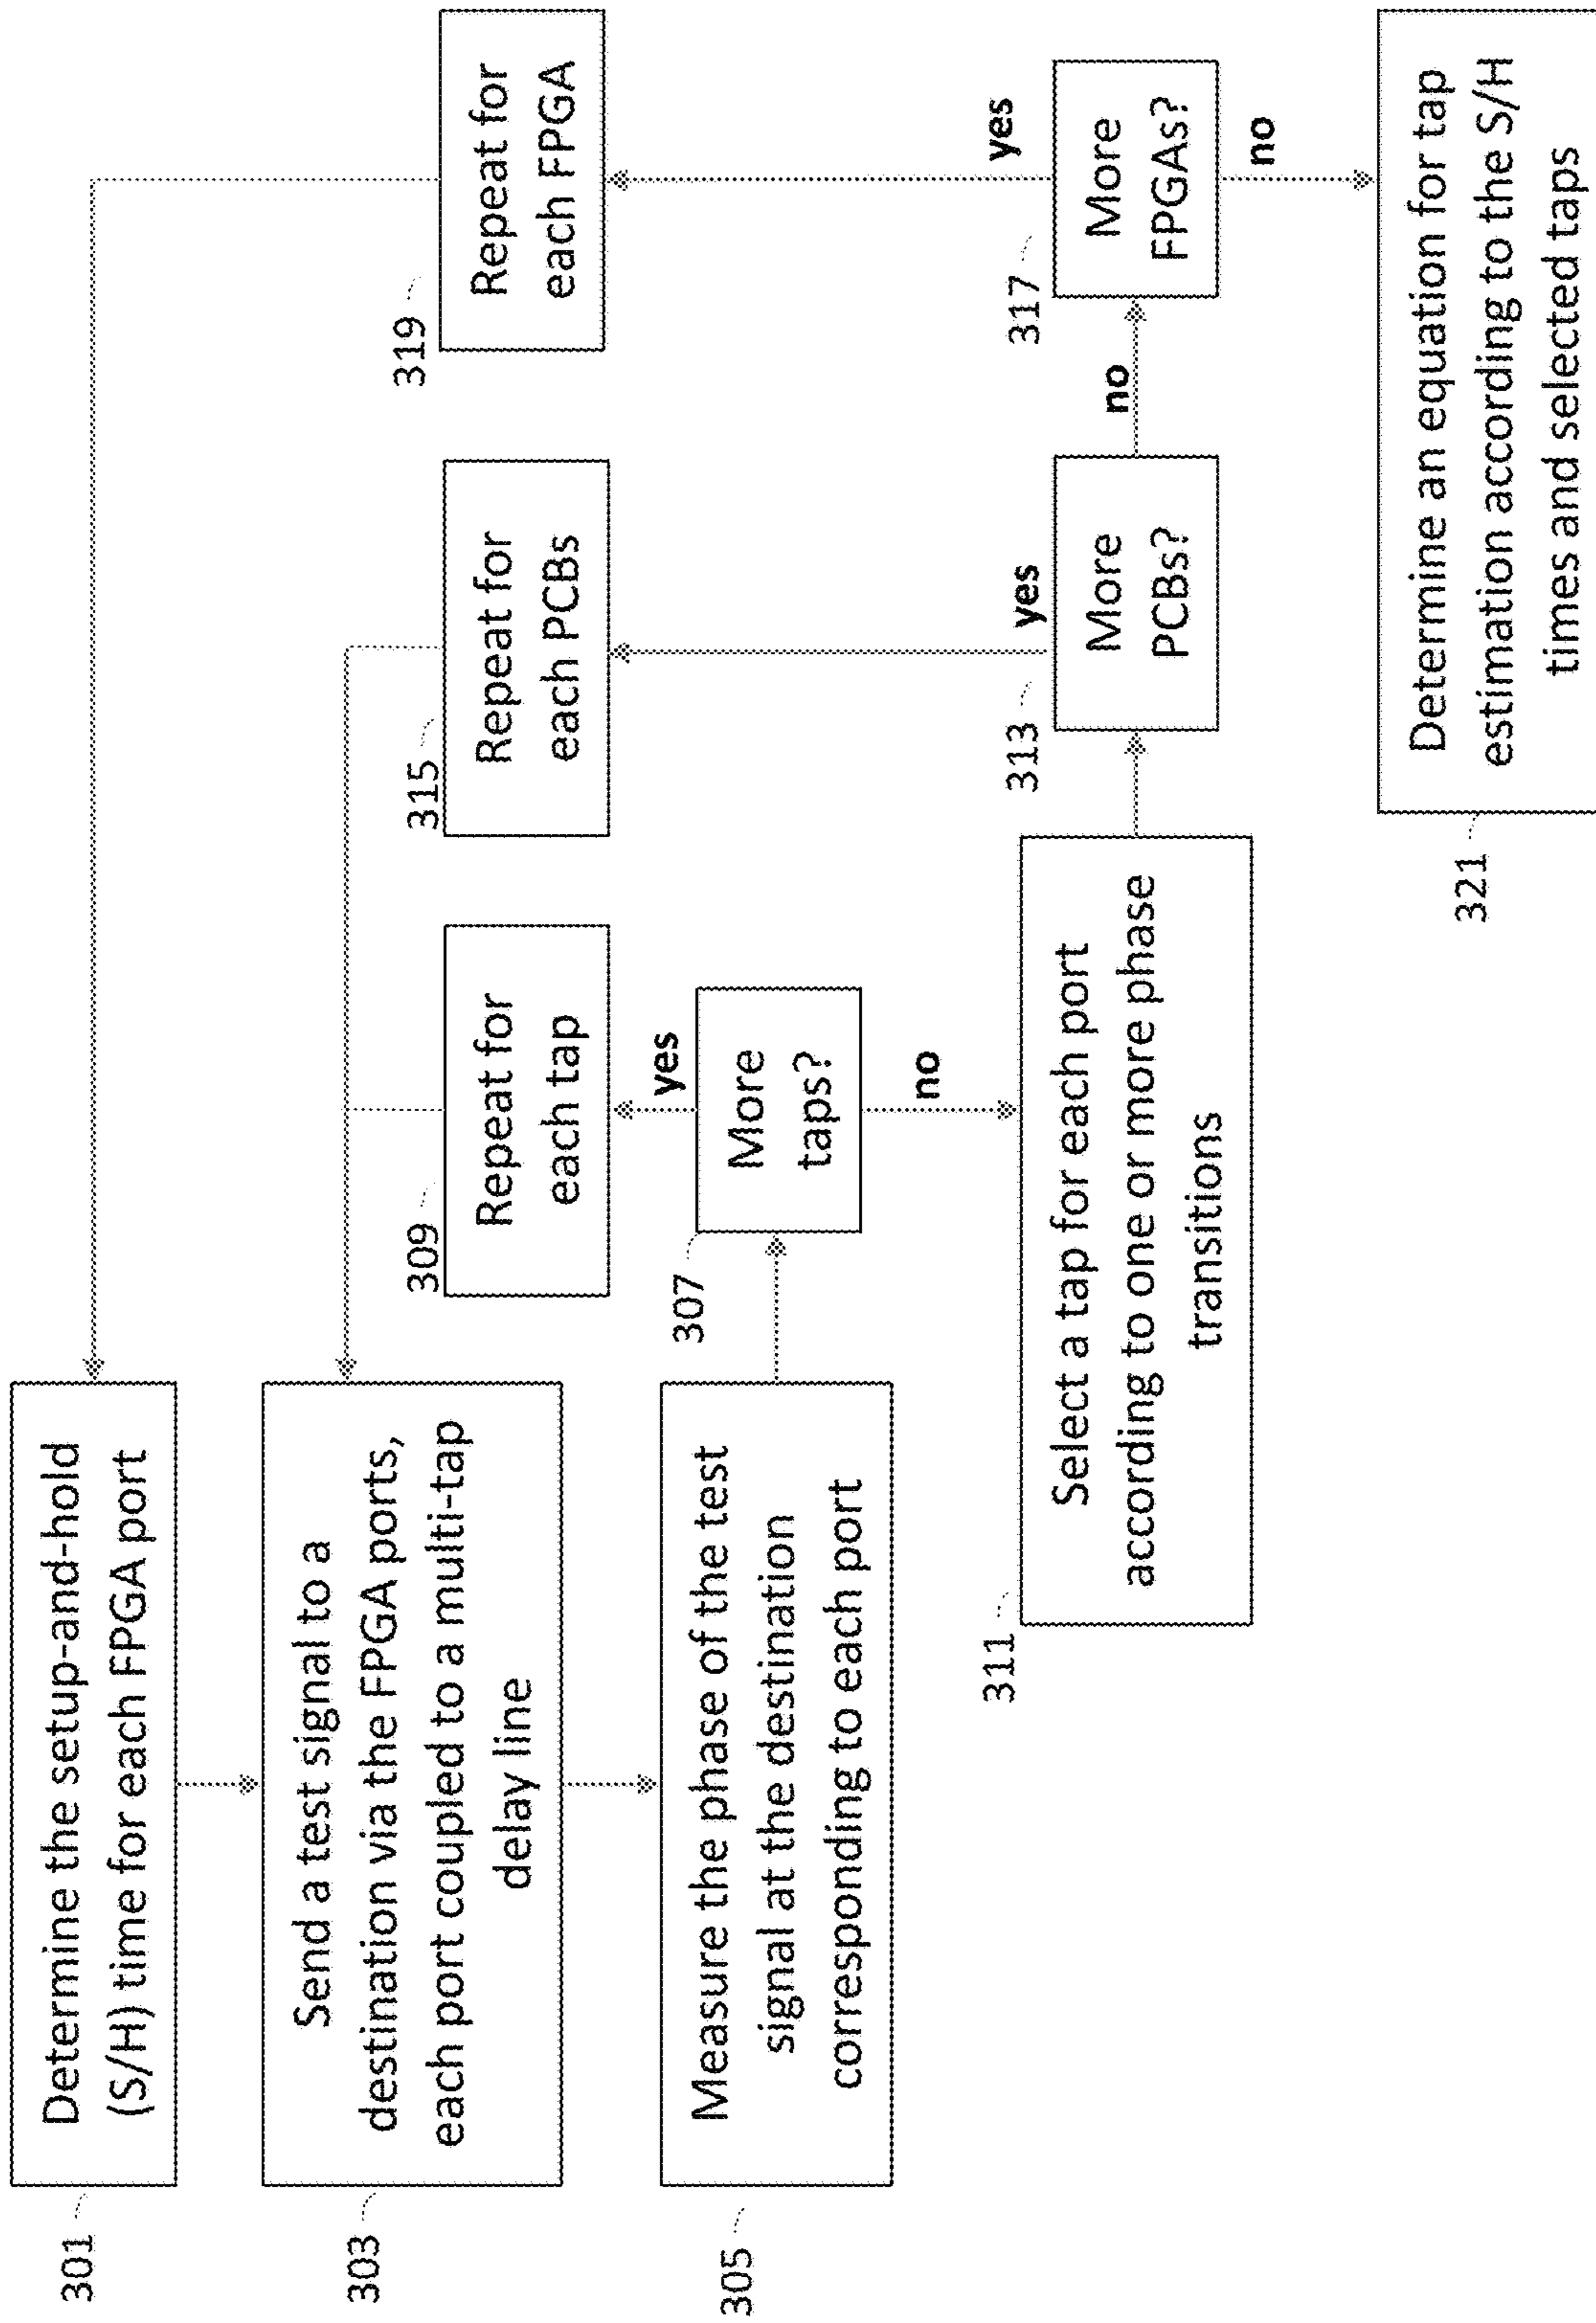 301
Determine the setup-and-hold
(S/H) time for each FPGA port
303
Send a test signal to a
destination via the FPGA ports,
each port coupled to a multi-tap
delay line
305
Measure the phase of the test
signal at the destination
corresponding to each port
307
More
taps?
yes
309
Repeat for
each tap
no
311
Select a tap for each port
according to one or more phase
transitions
313
More
PCBs?
yes
315
Repeat for
each PCBs
no
317
More
FPGAs?
yes
319
Repeat for
each FPGA
no
321
Determine an equation for tap
estimation according to the S/H
times and selected taps